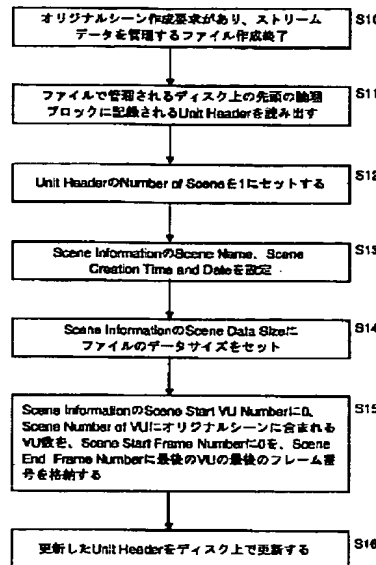 オリジナルシーン作成要求があり、ストリーム
データを管理するファイル作成終了
S10
ファイルで管理されるディスク上の先頭の論理
ブロックに記録されるUnit Headerを読み出す
S11
Unit HeaderのNumber of Sceneを1にセットする
S12
Scene InformationのScene Name、Scene
Creation Time and Dateを設定
S13
Scene InformationのScene Data Sizeに
ファイルのデータサイズをセット
S14
Scene InformationのScene Start VU Numberに0、
Scene Number of VUにオリジナルシーンに含まれる
VU数を、Scene Start Frame Numberに0を、Scene
End Frame Numberに最後のVUの最後のフレーム番
号を格納する
S15
更新したUnit Headerをディスク上で更新する
S16